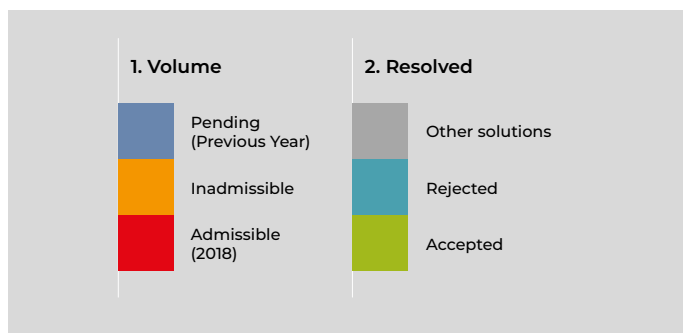 1. Volume
Pending
(Previous Year)
Inadmissible
Admissible
(2018)
2. Resolved
Other solutions
Rejected
Accepted